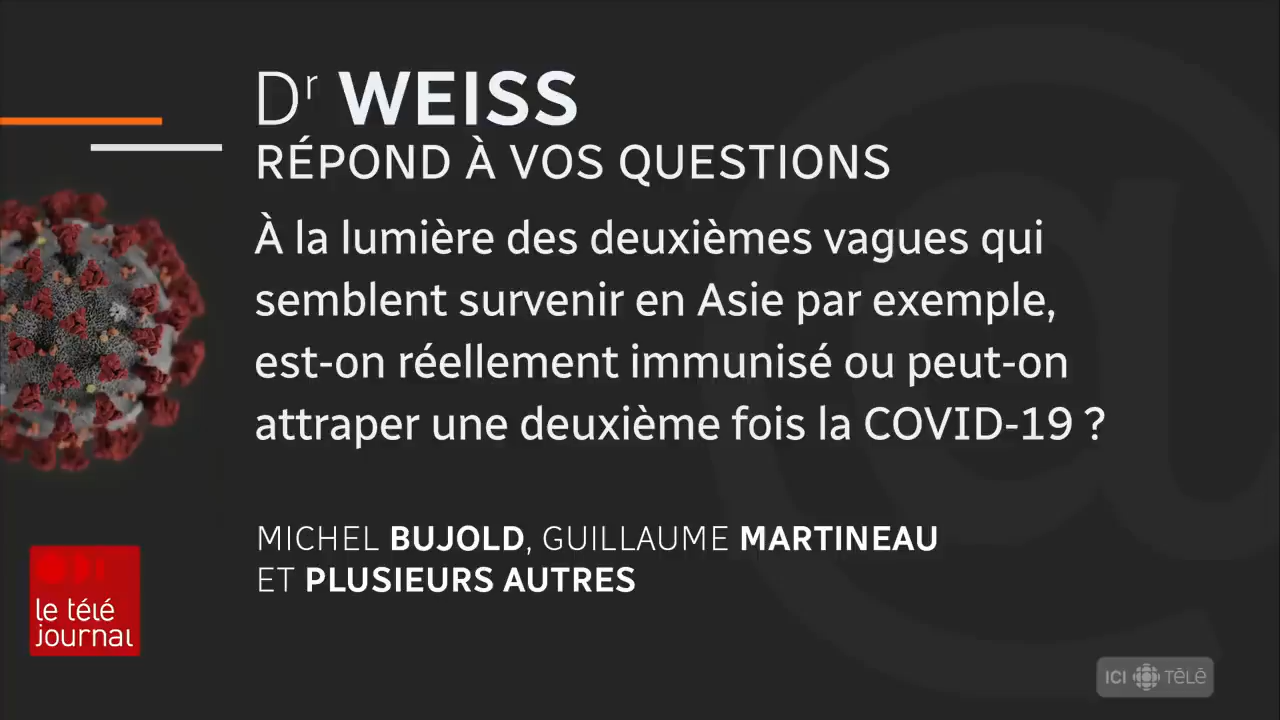 Dr WEISS
RÉPOND À VOS QUESTIONS
À la lumière des deuxièmes vagues qui
semblent survenir en Asie par exemple,
est-on réellement immunisé ou peut-on
attraper une deuxième fois la COVID-19 ?
MICHEL BUJOLD, GUILLAUME MARTINEAU
ET PLUSIEURS AUTRES
le télé
journal
ICI TÉLÉ